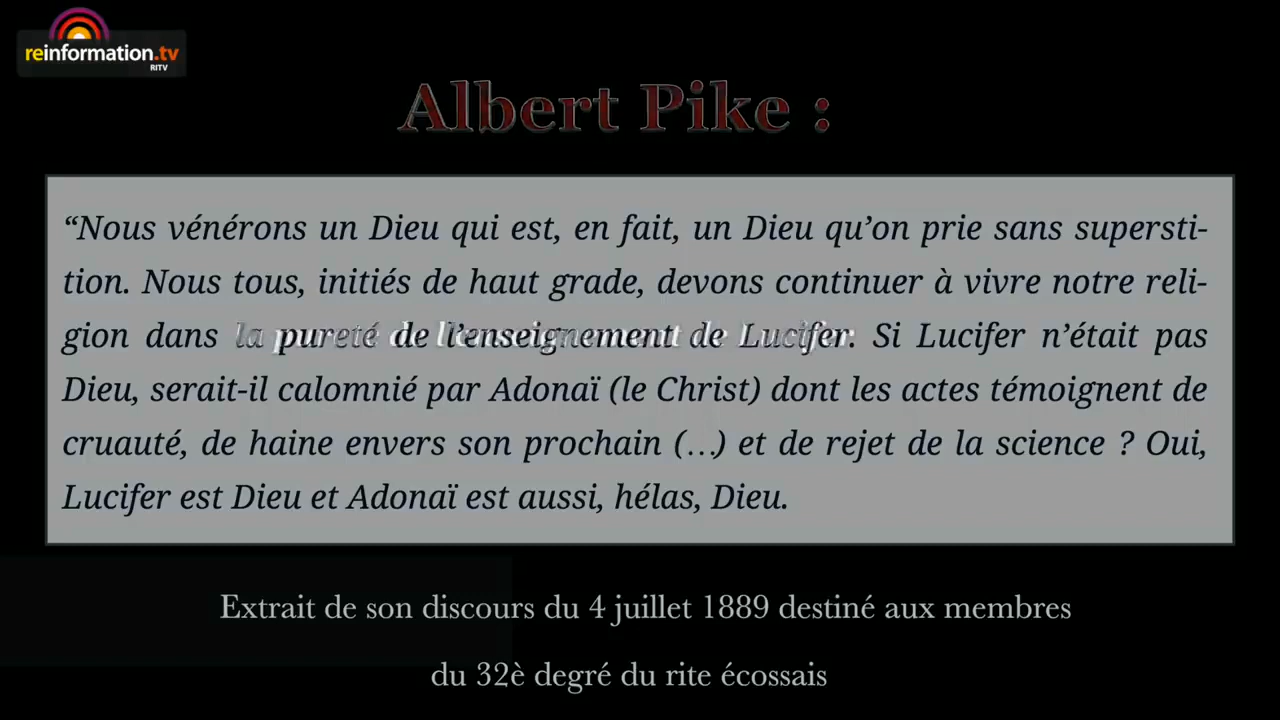 reinformation.tv
RITV
Albert Pike :
“Nous vénérons un Dieu qui est, en fait, un Dieu qu’on prie sans supersti-
tion. Nous tous, initiés de haut grade, devons continuer à vivre notre reli-
gion dans la pureté de l’enseignement de Lucifer. Si Lucifer n’était pas
Dieu, serait-il calomnié par Adonaï (le Christ) dont les actes témoignent de
cruauté, de haine envers son prochain (…) et de rejet de la science ? Oui,
Lucifer est Dieu et Adonaï est aussi, hélas, Dieu.
Extrait de son discours du 4 juillet 1889 destiné aux membres
du 32è degré du rite écossais